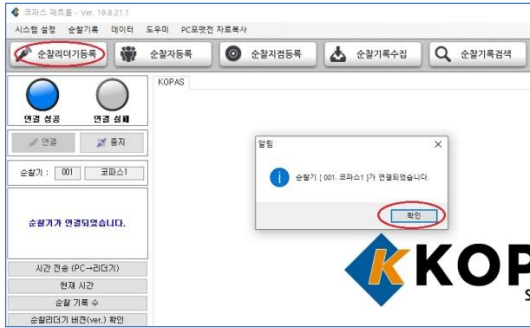 코파스 패트롤 - Ver. 19.6.21.1
시스템 설정 순찰기록 데이터 도우미 PC포맷전 자료복사
순찰리더기등록 순찰자등록 순찰지점등록 순찰기록수집 순찰기록검색
KOPAS
연결 성공 연결 실패
연결 중지
순찰기 : 001 코파스1
순찰기가 연결되었습니다.
시간 전송 (PC→리더기)
현재 시간
순찰 기록 수
순찰리더기 버전(ver.) 확인
알림
순찰기 [ 001. 코파스1 ]가 연결되었습니다.
확인
KOP
S